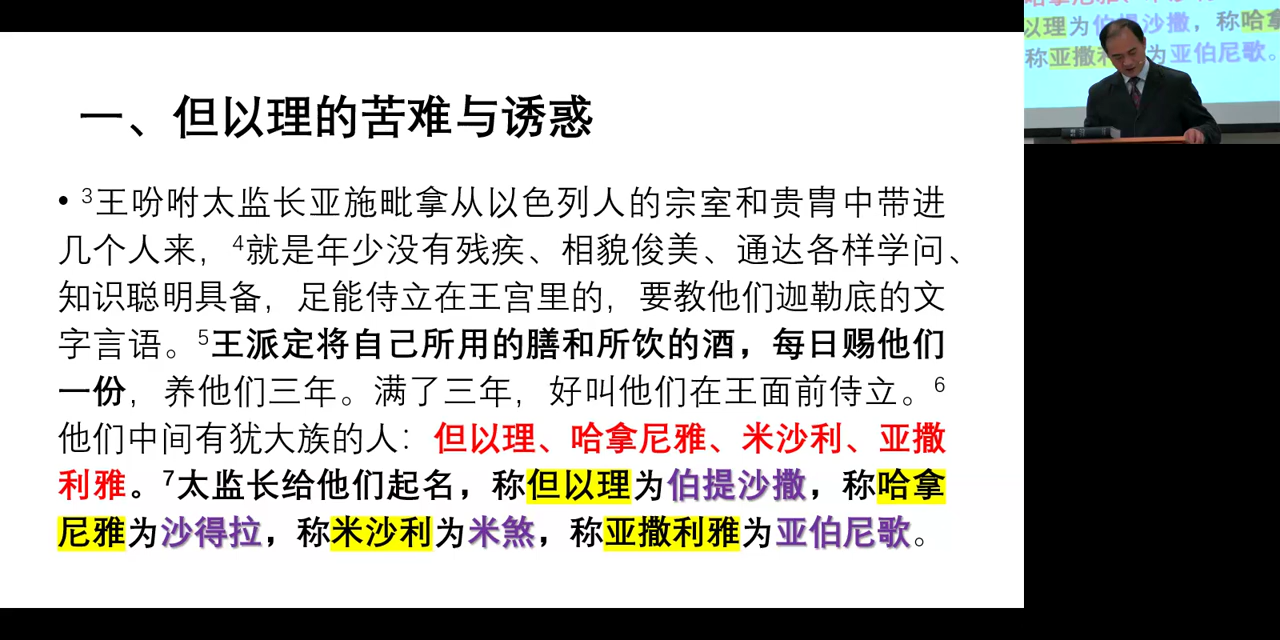 一、但以理的苦难与诱惑
• ³王吩咐太监长亚施毗拿从以色列人的宗室和贵胄中带进
几个人来，⁴就是年少没有残疾、相貌俊美、通达各样学问、
知识聪明具备，足能侍立在王宫里的，要教他们迦勒底的文
字言语。⁵王派定将自己所用的膳和所饮的酒，每日赐他们
一份，养他们三年。满了三年，好叫他们在王面前侍立。⁶
他们中间有犹大族的人：但以理、哈拿尼雅、米沙利、亚撒
利雅。⁷太监长给他们起名，称但以理为伯提沙撒，称哈拿
尼雅为沙得拉，称米沙利为米煞，称亚撒利雅为亚伯尼歌。
以理为伯提沙撒，称哈拿
称亚撒利 为亚伯尼歌。